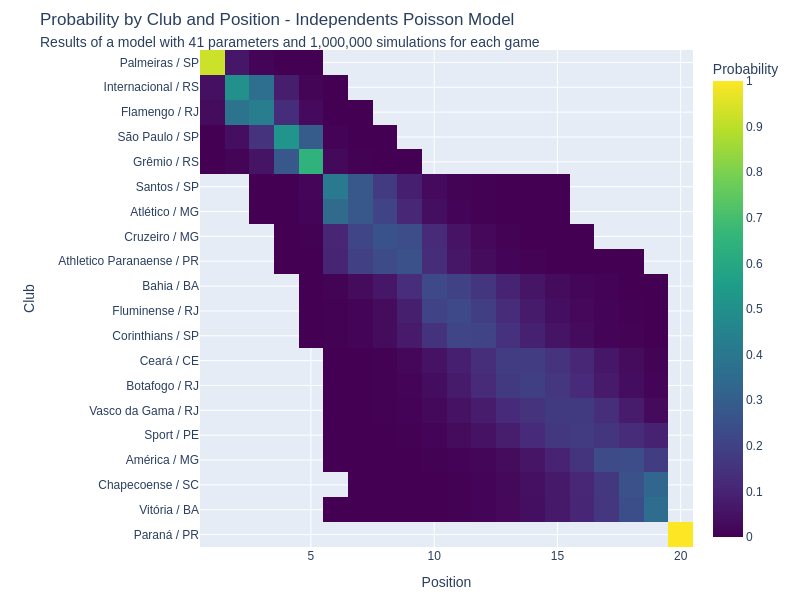 Probability by Club and Position - Independents Poisson Model
Results of a model with 41 parameters and 1,000,000 simulations for each game
Probability
Palmeiras / SP
Internacional / RS
Flamengo / RJ
São Paulo / SP
Grêmio / RS
Santos / SP
Atlético / MG
Cruzeiro / MG
Athletico Paranaense / PR
Bahia / BA
Fluminense / RJ
Corinthians / SP
Ceará / CE
Botafogo / RJ
Vasco da Gama / RJ
Sport / PE
América / MG
Chapecoense / SC
Vitória / BA
Paraná / PR
Club
5
10
15
20
Position
1
0.9
0.8
0.7
0.6
0.5
0.4
0.3
0.2
0.1
0